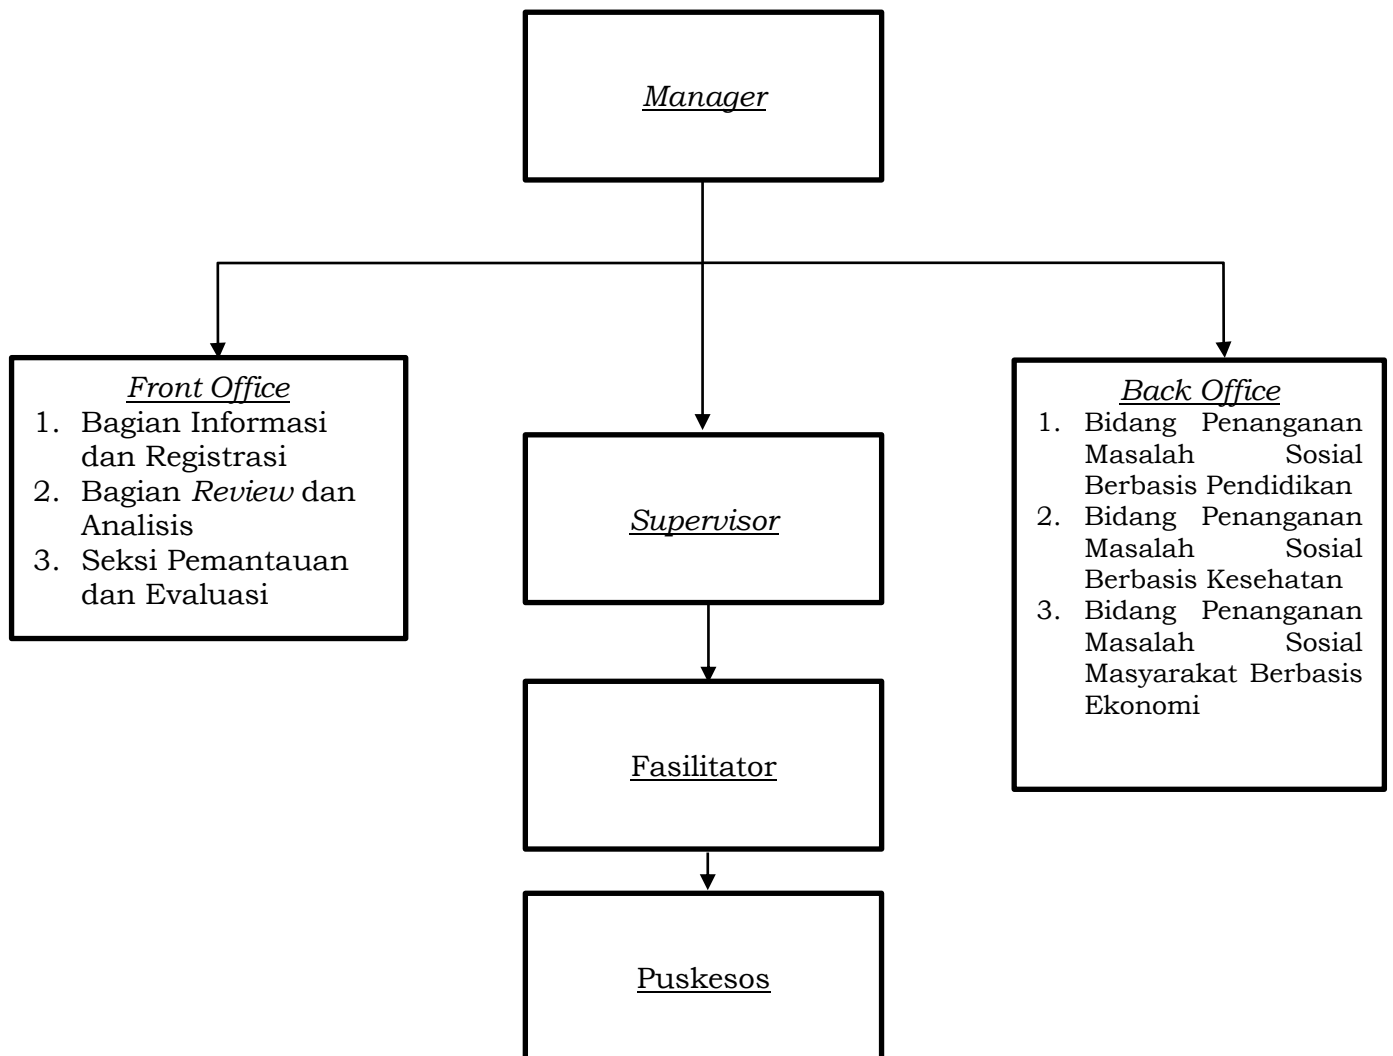 Manager
Front Office
1. Bagian Informasi
dan Registrasi
2. Bagian Review dan
Analisis
3. Seksi Pemantauan
dan Evaluasi
Supervisor
Back Office
1. Bidang Penanganan
Masalah Sosial
Berbasis Pendidikan
2. Bidang Penanganan
Masalah Sosial
Berbasis Kesehatan
3. Bidang Penanganan
Masalah Sosial
Masyarakat Berbasis
Ekonomi
Fasilitator
Puskesos